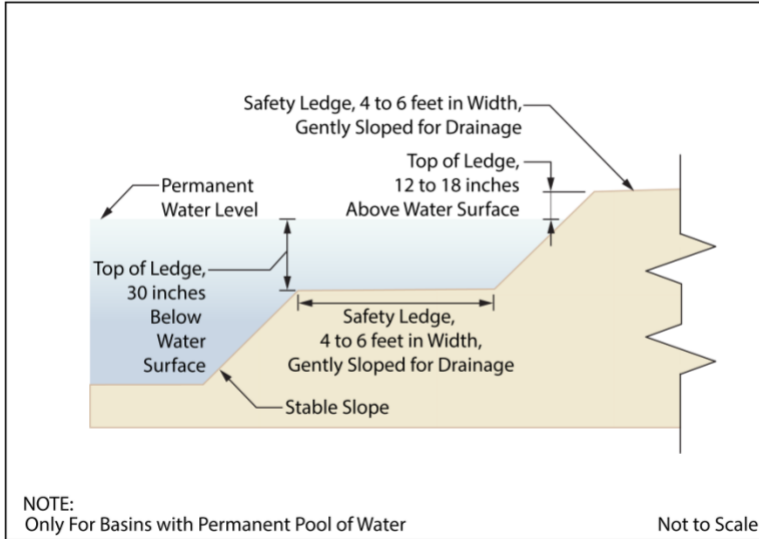 Safety Ledge, 4 to 6 feet in Width,
Gently Sloped for Drainage
Top of Ledge,
12 to 18 inches
Above Water Surface
Permanent
Water Level
Top of Ledge,
30 inches
Below
Water
Surface
Safety Ledge,
4 to 6 feet in Width,
Gently Sloped for Drainage
Stable Slope
NOTE:
Only For Basins with Permanent Pool of Water
Not to Scale